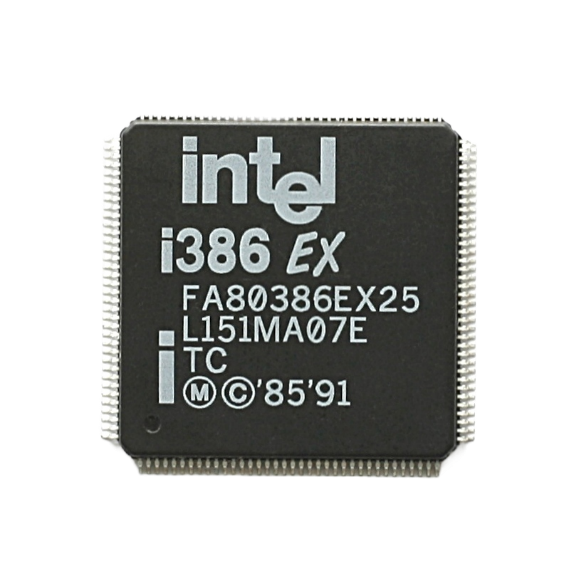 intel
i386 EX
FA80386EX25
L151MA07E
i TC
Ⓜ © '85'91